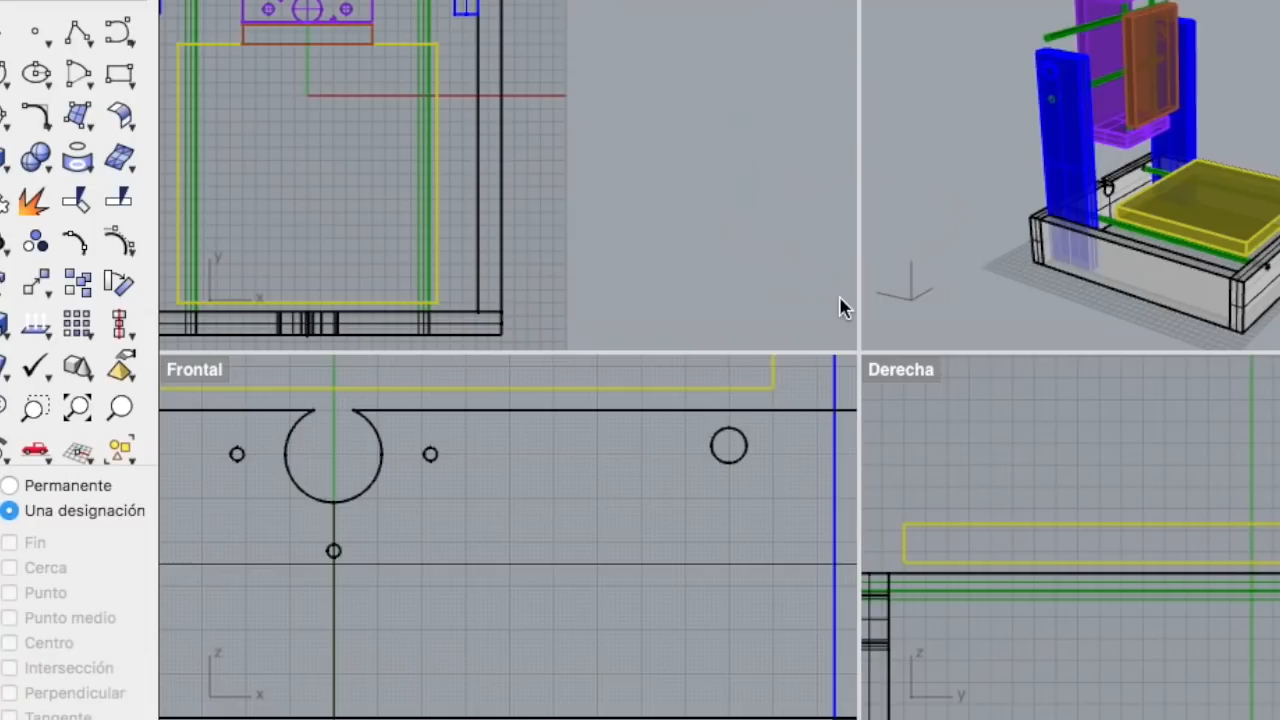 y
x
Frontal
Derecha
Permanente
Una designación
Fin
Cerca
Punto
Punto medio
Centro
Intersección
Perpendicular
Tangente
z
x
z
y